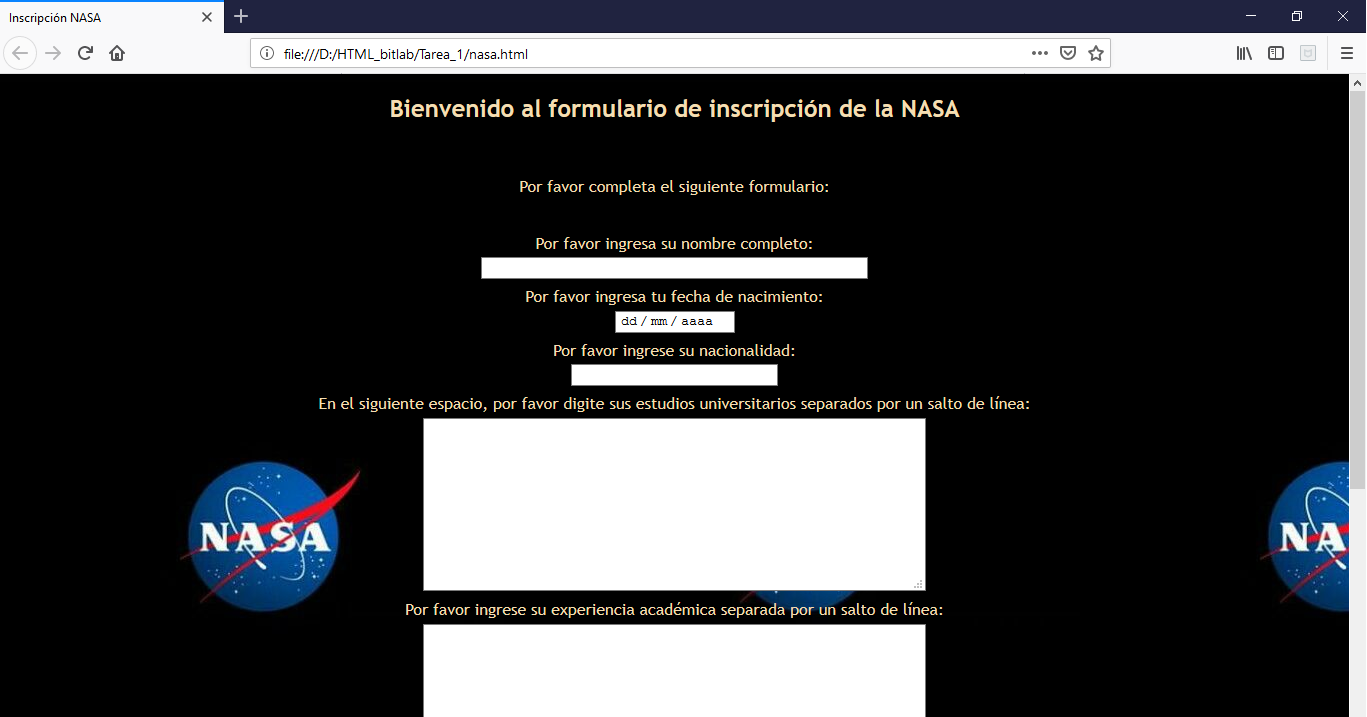 Inscripción NASA
file:///D:/HTML_bitlab/Tarea_1/nasa.html
Bienvenido al formulario de inscripción de la NASA
Por favor completa el siguiente formulario:
Por favor ingresa su nombre completo:
Por favor ingresa tu fecha de nacimiento:
dd / mm / aaaa
Por favor ingrese su nacionalidad:
En el siguiente espacio, por favor digite sus estudios universitarios separados por un salto de línea:
NASA
NA
Por favor ingrese su experiencia académica separada por un salto de línea: